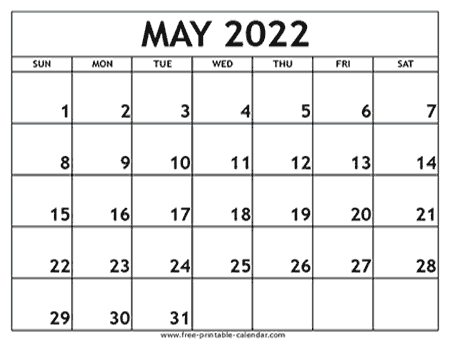 MAY 2022
SUN MON TUE WED THU FRI SAT
1 2 3 4 5 6 7
8 9 10 11 12 13 14
15 16 17 18 19 20 21
22 23 24 25 26 27 28
29 30 31
www.free-printable-calendar.com